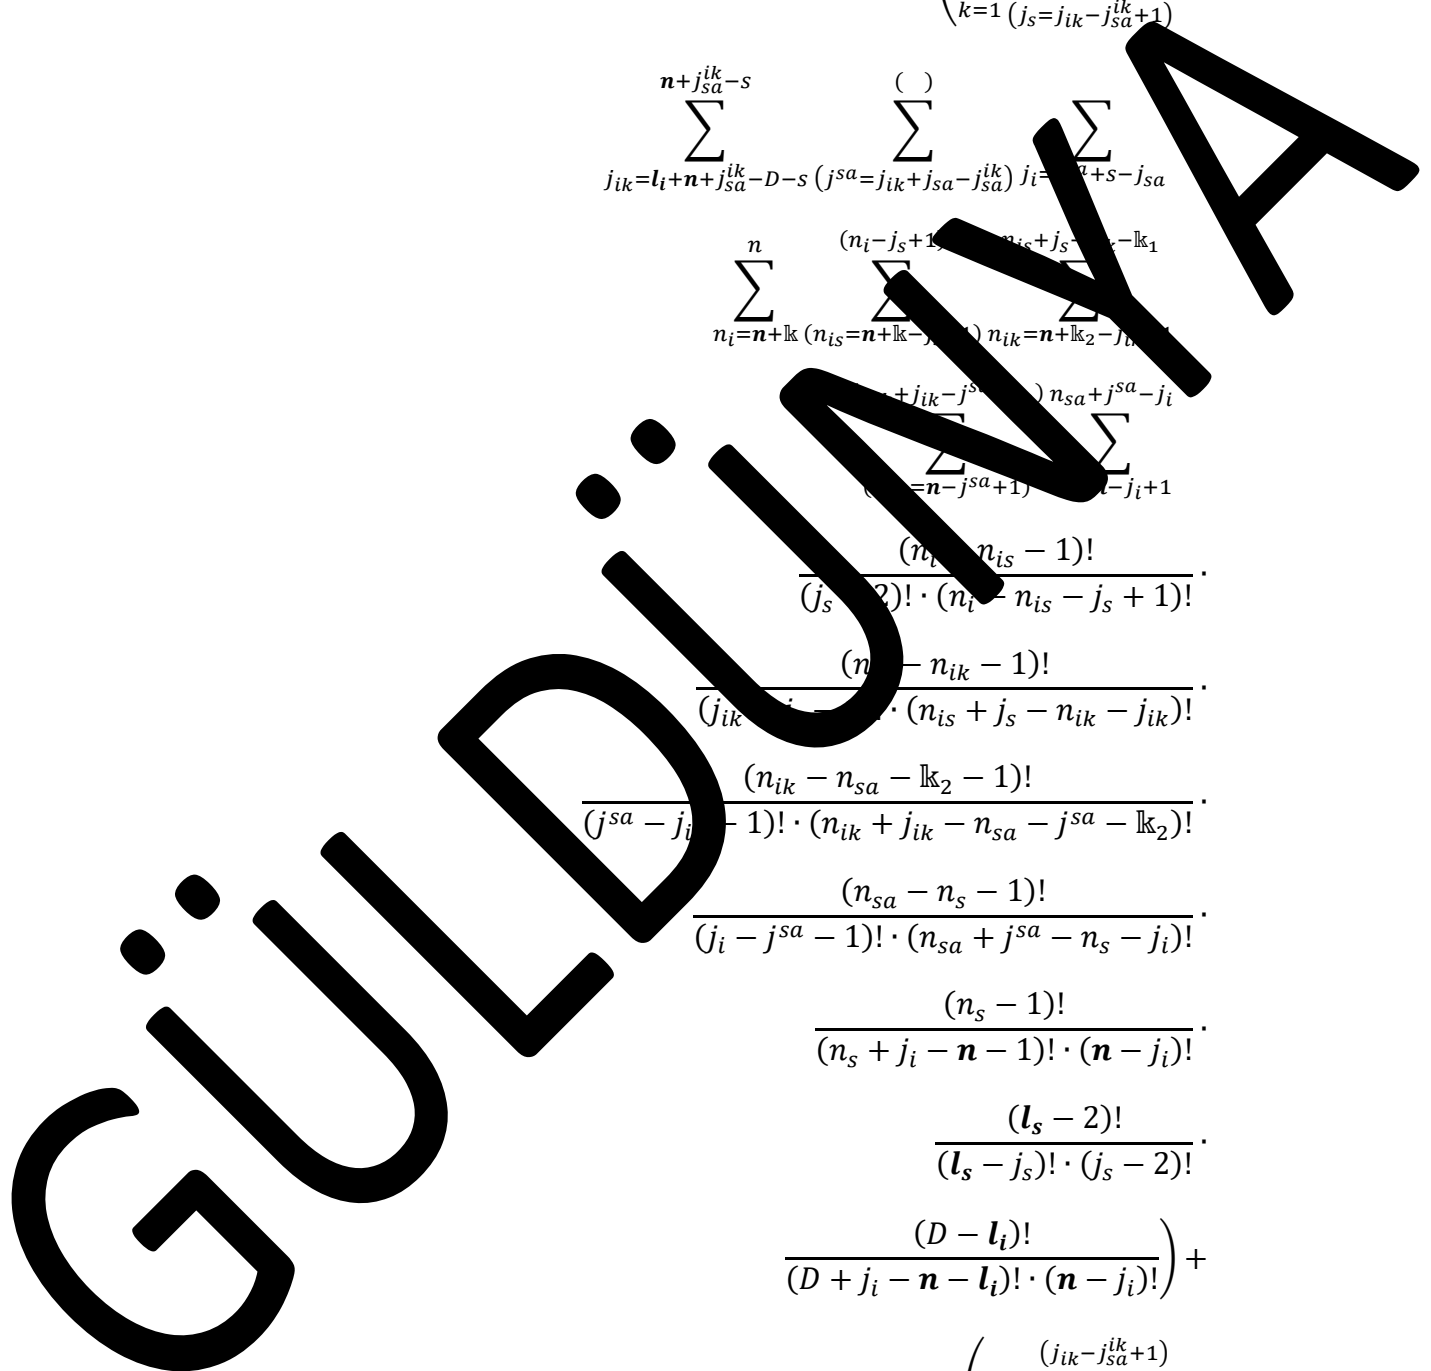 k=1 (j_s=j_{ik}−j_{sa}^{ik}+1)
n+j_{sa}^{ik}−s ( )
∑ ∑ ∑
j_{ik}=l_i+n+j_{sa}^{ik}−D−s (j^{sa}=j_{ik}+j_{sa}−j_{sa}^{ik}) j_i= +s−j_{sa}
n (n_i−j_s+1) n_{is}+j_s− −𝕜_1
∑ ∑ ∑
n_i=n+𝕜 (n_{is}=n+𝕜− ) n_{ik}=n+𝕜_2−j_{ik}
+j_{ik}−j^{sa} ) n_{sa}+j^{sa}−j_i
∑ ∑
=n−j^{sa}+1) −j_i+1
(n_i n_{is} − 1)!
(j_s 2)! · (n_i − n_{is} − j_s + 1)! ·
(n − n_{ik} − 1)!
(j_{ik} · (n_{is} + j_s − n_{ik} − j_{ik})! ·
(n_{ik} − n_{sa} − 𝕜_2 − 1)!
(j^{sa} − j_i − 1)! · (n_{ik} + j_{ik} − n_{sa} − j^{sa} − 𝕜_2)! ·
(n_{sa} − n_s − 1)!
(j_i − j^{sa} − 1)! · (n_{sa} + j^{sa} − n_s − j_i)! ·
(n_s − 1)!
(n_s + j_i − n − 1)! · (n − j_i)! ·
(l_s − 2)!
(l_s − j_s)! · (j_s − 2)! ·
(D − l_i)!
(D + j_i − n − l_i)! · (n − j_i)! ) +
( (j_{ik}−j_{sa}^{ik}+1)
GÜLDÜNYA